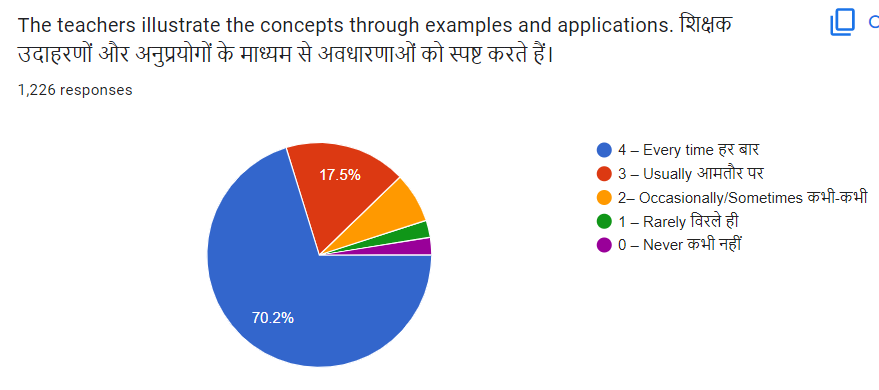 The teachers illustrate the concepts through examples and applications. शिक्षक
उदाहरणों और अनुप्रयोगों के माध्यम से अवधारणाओं को स्पष्ट करते हैं।
1,226 responses
17.5%
70.2%
4 – Every time हर बार
3 – Usually आमतौर पर
2– Occasionally/Sometimes कभी-कभी
1 – Rarely विरले ही
0 – Never कभी नहीं